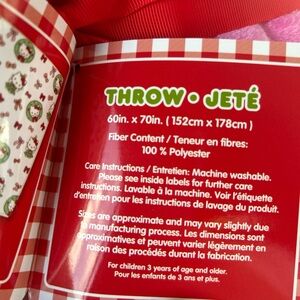 THROW • JETÉ
60in. x 70in. (152cm x 178cm)
Fiber Content / Teneur en fibres:
100 % Polyester
Care Instructions / Entretien: Machine washable.
Please see inside labels for further care
instructions. Lavable à la machine. Voir l'étiquette
d'entretien pour les instructions de lavage du produit.
Sizes are approximate and may vary slightly due
to manufacturing process. Les dimensions sont
approximatives et peuvent varier légèrement en
raison des procédés durant la fabrication.
For children 3 years of age and older.
Pour les enfants de 3 ans et plus.